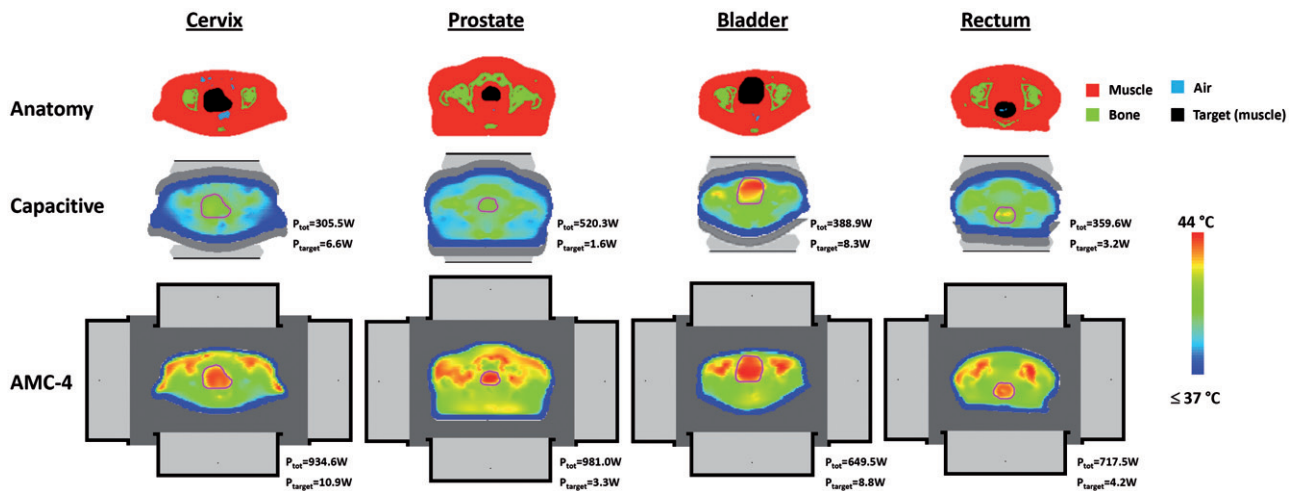 Cervix Prostate Bladder Rectum
Anatomy
Muscle Air
Bone Target (muscle)
Capacitive
Ptot=305.5W Ptot=520.3W Ptot=388.9W Ptot=359.6W
Ptarget=6.6W Ptarget=1.6W Ptarget=8.3W Ptarget=3.2W
44 °C
AMC-4
≤ 37 °C
Ptot=934.6W Ptot=981.0W Ptot=649.5W Ptot=717.5W
Ptarget=10.9W Ptarget=3.3W Ptarget=8.8W Ptarget=4.2W